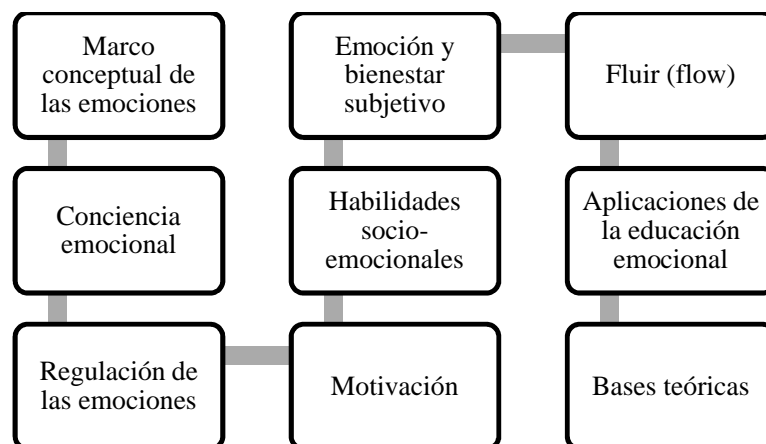 Marco
conceptual de
las emociones
Conciencia
emocional
Regulación de
las emociones
Motivación
Habilidades
socio-
emocionales
Emoción y
bienestar
subjetivo
Fluir (flow)
Aplicaciones de
la educación
emocional
Bases teóricas